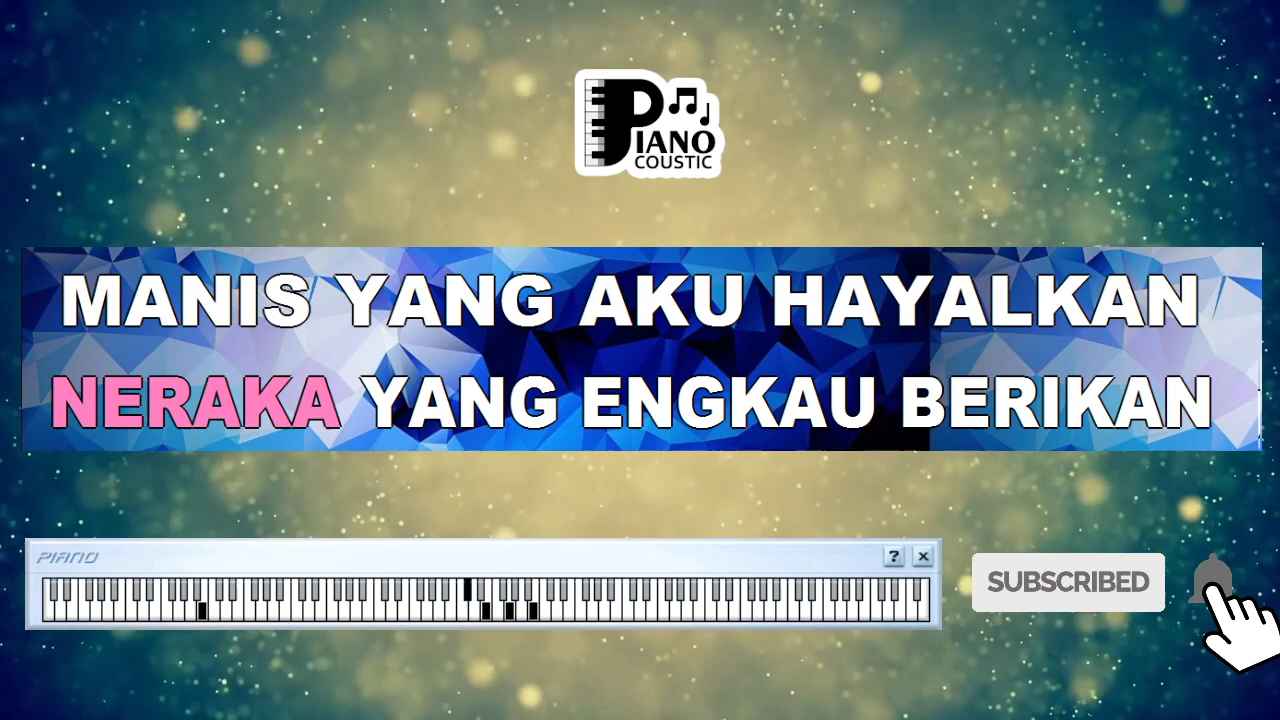 PIANO
COUSTIC
MANIS YANG AKU HAYALKAN
NERAKA YANG ENGKAU BERIKAN
PIANO
? ×
SUBSCRIBED